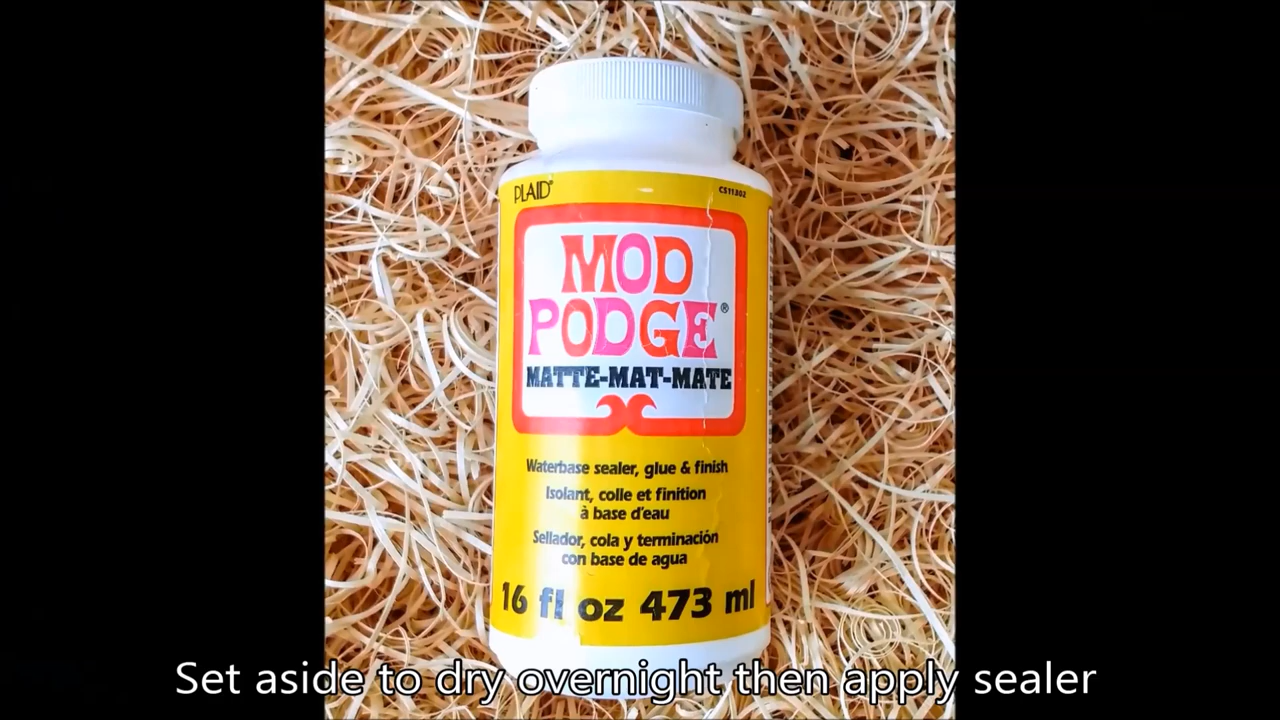 PLAID®
CS11302
MOD
PODGE®
MATTE-MAT-MATE
Waterbase sealer, glue & finish
Isolant, colle et finition
à base d'eau
Sellador, cola y terminación
con base de agua
16 fl oz 473 ml
Set aside to dry overnight then apply sealer